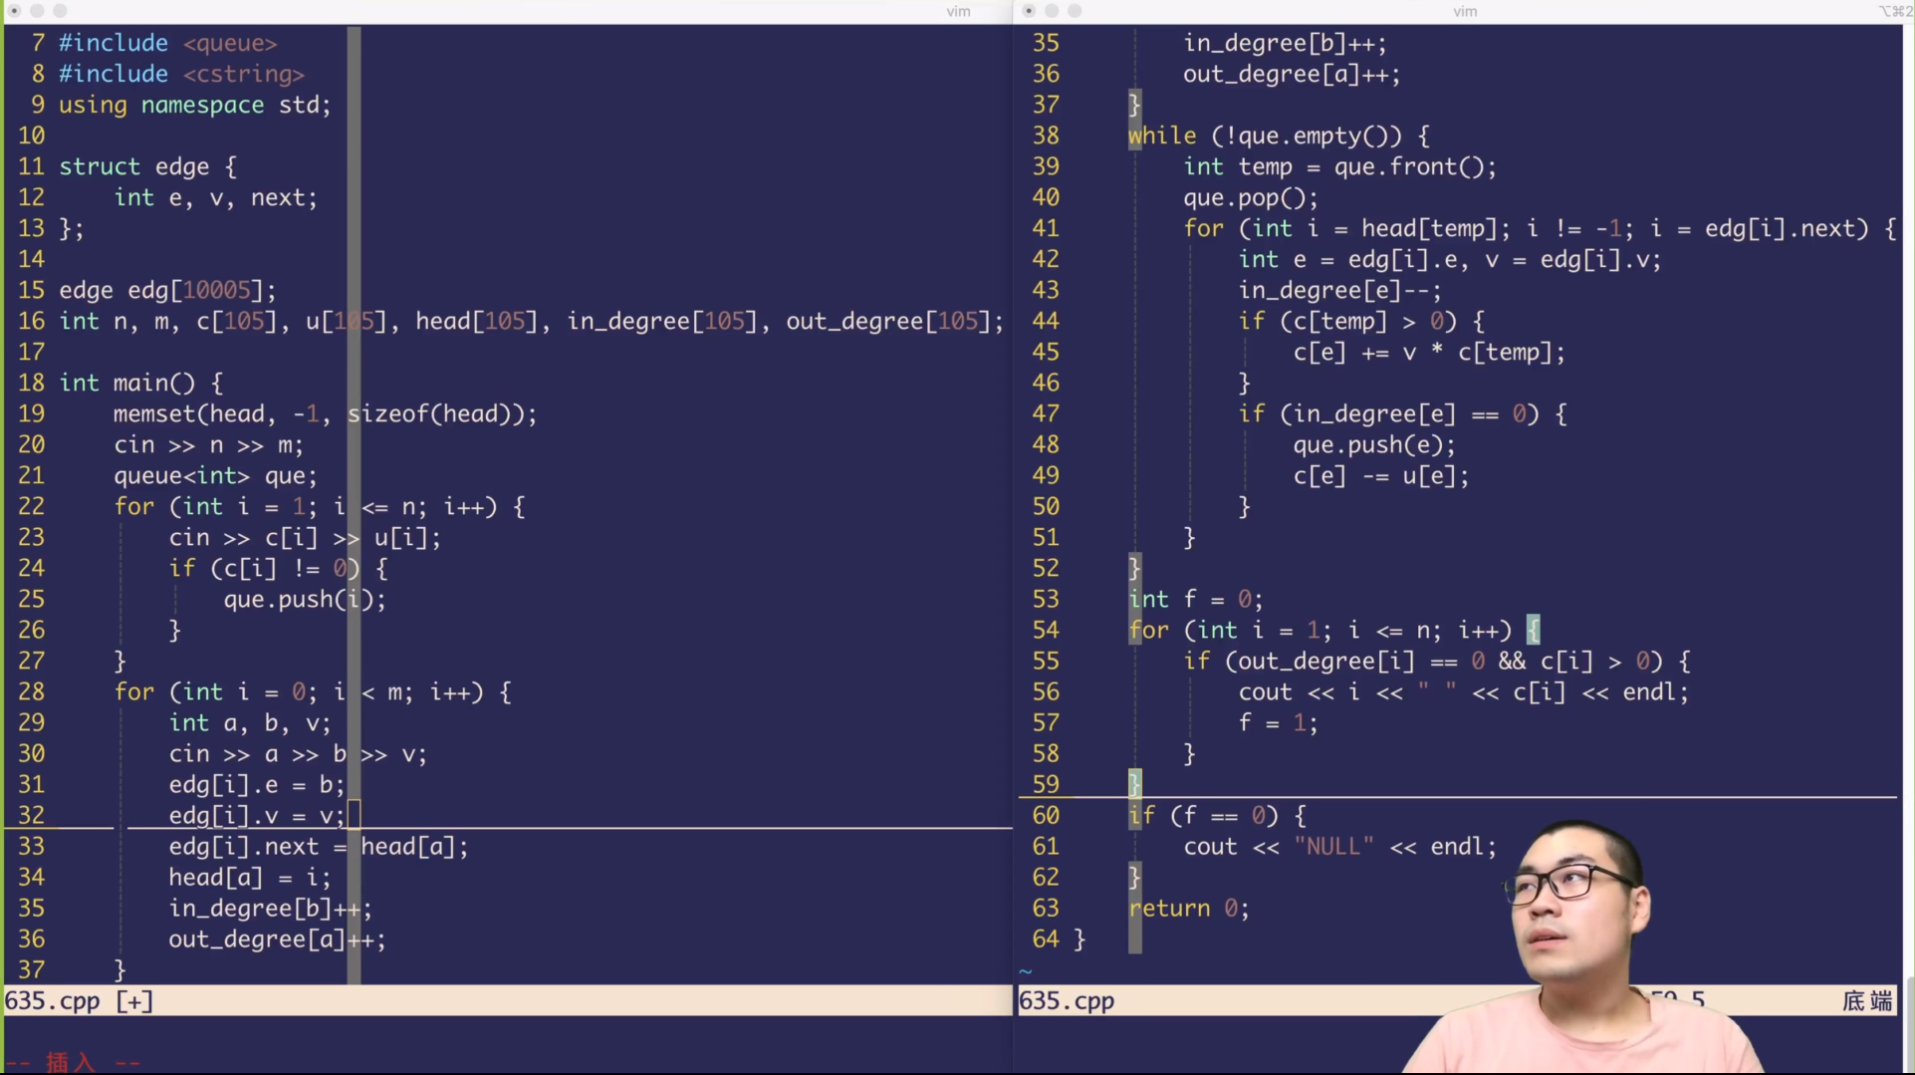 vim
7 #include <queue>
8 #include <cstring>
9 using namespace std;
10
11 struct edge {
12     int e, v, next;
13 };
14
15 edge edg[10005];
16 int n, m, c[105], u[105], head[105], in_degree[105], out_degree[105];
17
18 int main() {
19     memset(head, -1, sizeof(head));
20     cin >> n >> m;
21     queue<int> que;
22     for (int i = 1; i <= n; i++) {
23         cin >> c[i] >> u[i];
24         if (c[i] != 0) {
25             que.push(i);
26         }
27     }
28     for (int i = 0; i < m; i++) {
29         int a, b, v;
30         cin >> a >> b >> v;
31         edg[i].e = b;
32         edg[i].v = v;
33         edg[i].next = head[a];
34         head[a] = i;
35         in_degree[b]++;
36         out_degree[a]++;
37     }
635.cpp [+]
-- 插入 --
vim
⌥⌘2
35         in_degree[b]++;
36         out_degree[a]++;
37     }
38     while (!que.empty()) {
39         int temp = que.front();
40         que.pop();
41         for (int i = head[temp]; i != -1; i = edg[i].next) {
42             int e = edg[i].e, v = edg[i].v;
43             in_degree[e]--;
44             if (c[temp] > 0) {
45                 c[e] += v * c[temp];
46             }
47             if (in_degree[e] == 0) {
48                 que.push(e);
49                 c[e] -= u[e];
50             }
51         }
52     }
53     int f = 0;
54     for (int i = 1; i <= n; i++) {
55         if (out_degree[i] == 0 && c[i] > 0) {
56             cout << i << " " << c[i] << endl;
57             f = 1;
58         }
59     }
60     if (f == 0) {
61         cout << "NULL" << endl;
62     }
63     return 0;
64 }
~
635.cpp 底端